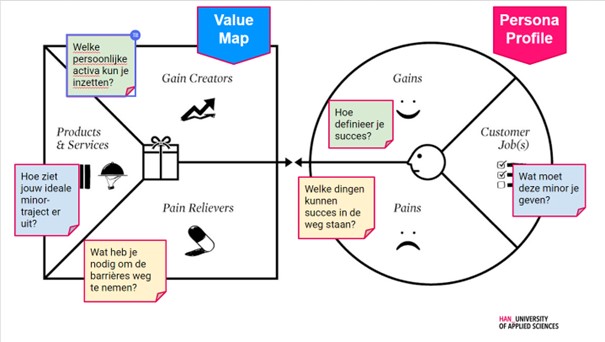 Value
Map
Persona
Profile
Welke
persoonlijke
activa kun je
inzetten?
Gain Creators
Gains
Hoe
definieer je
succes?
Products
& Services
Customer
Job(s)
Hoe ziet
jouw ideale
minor-
traject er
uit?
Wat moet
deze minor je
geven?
Welke dingen
kunnen
succes in de
weg staan?
Pain Relievers
Pains
Wat heb je
nodig om de
barrières weg
te nemen?
HAN_UNIVERSITY
OF APPLIED SCIENCES